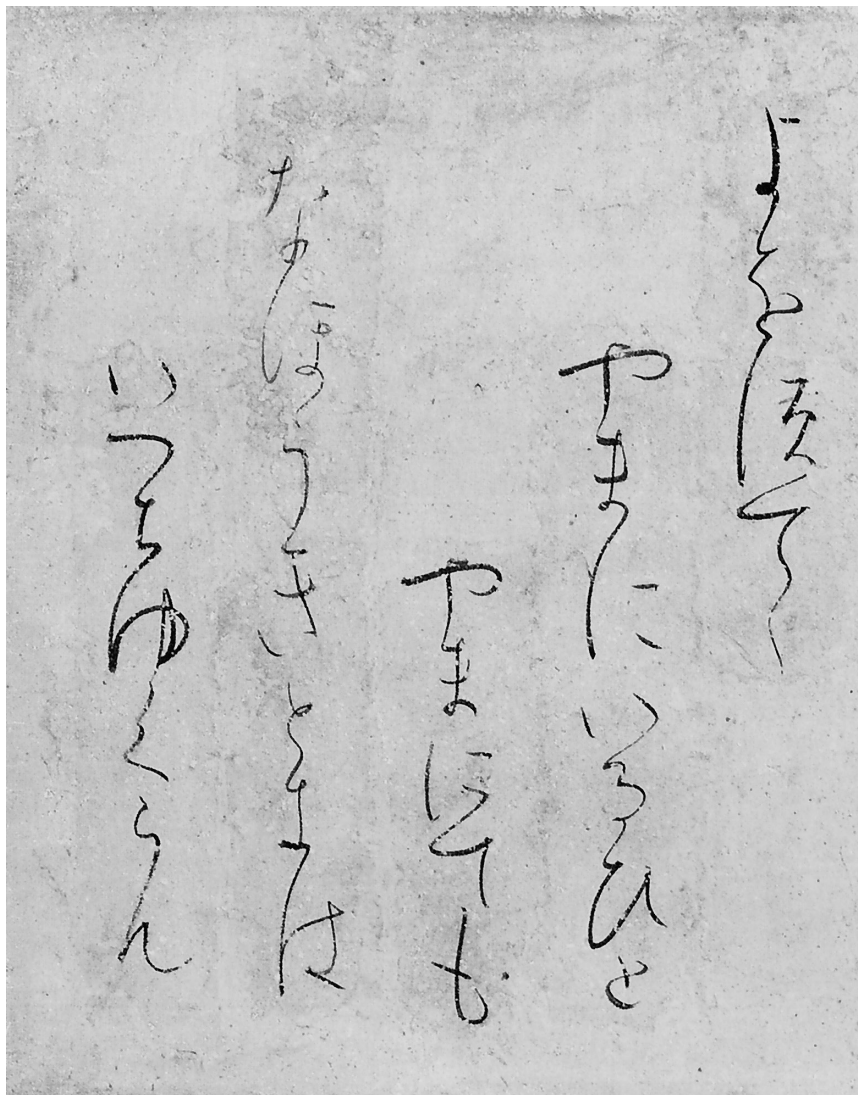 よをすてゝ
やまにいるひと
やまにても
なほうきときは
いつちゆくらん